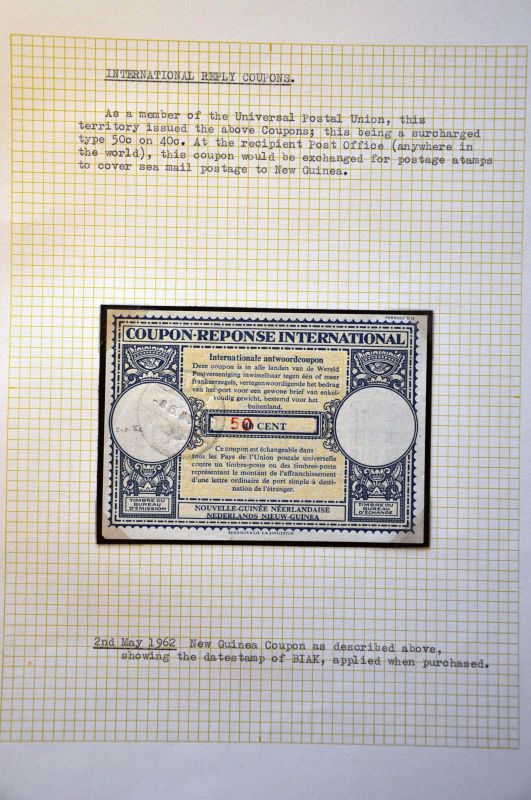 INTERNATIONAL REPLY COUPONS.
As a member of the Universal Postal Union, this
territory issued the above Coupons; this being a surcharged
type 50c on 40c. At the recipient Post Office (anywhere in
the world), this coupon would be exchanged for postage atamps
to cover sea mail postage to New Guinea.
COUPON-REPONSE INTERNATIONAL
Internationale antwoordcoupon
Deze coupon is in alle landen van de Wereld
Postvereniging inwisselbaar tegen één of meer
frankeerzegels, vertegenwoordigende het bedrag
van het port voor een gewone brief van enkel-
voudig gewicht, bestemd voor het
buitenland.
50 CENT
2-5-'62
Ce coupon est échangeable dans
tous les Pays de l'Union postale universelle
contre un timbre-poste ou des timbres-poste
représentant le montant de l'affranchissement
d'une lettre ordinaire de port simple à desti-
nation de l'étranger.
TIMBRE DU
BUREAU
D'ÉMISSION
NOUVELLE-GUINÉE NÉERLANDAISE
NEDERLANDS NIEUW-GUINEA
TIMBRE DU
BUREAU
D'ÉCHANGE
2nd May 1962 New Guinea Coupon as described above,
showing the datestamp of BIAK, applied when purchased.